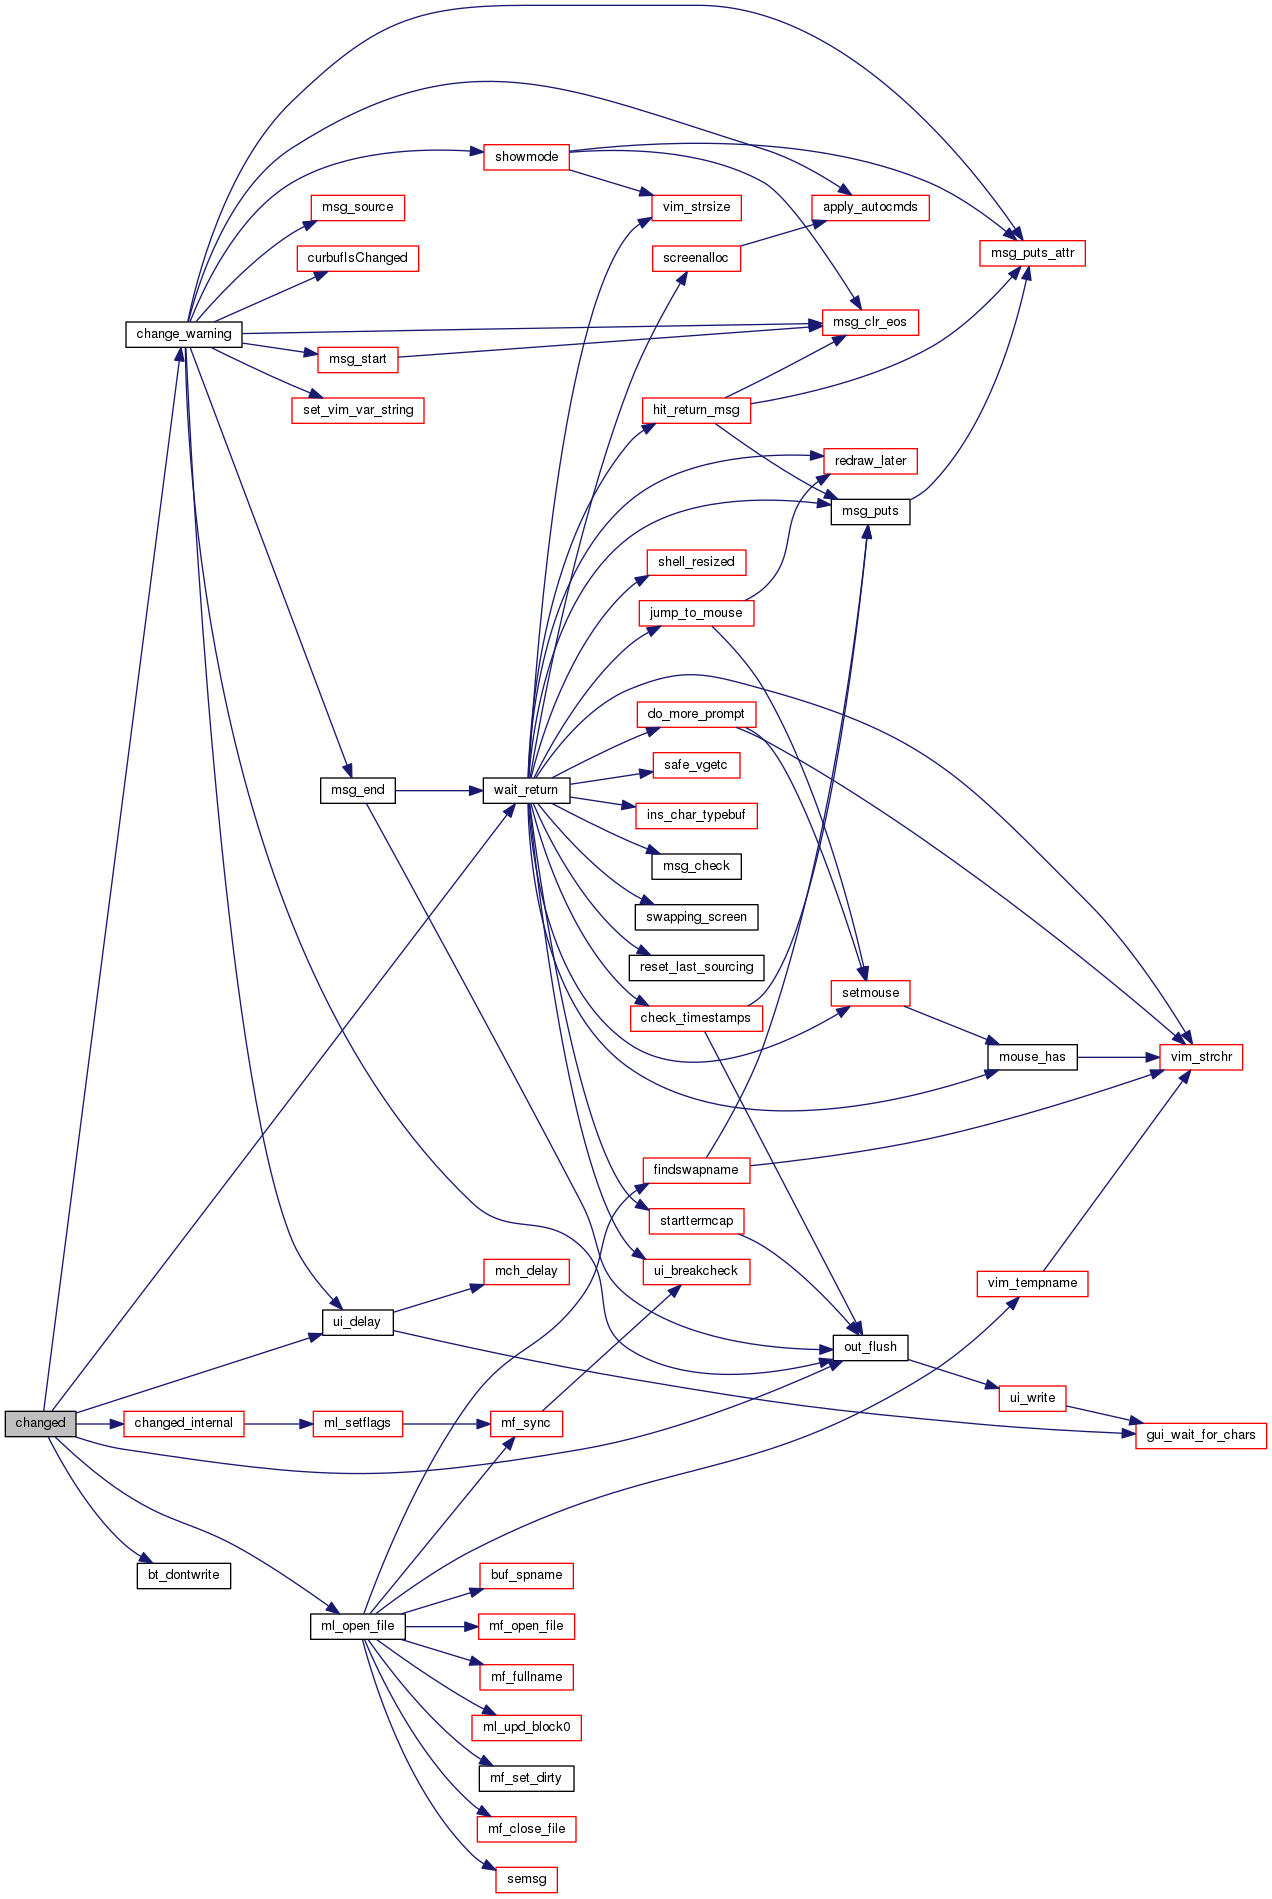 showmode
msg_source
vim_strsize
apply_autocmds
curbufIsChanged
screenalloc
msg_puts_attr
change_warning
msg_clr_eos
msg_start
set_vim_var_string
hit_return_msg
redraw_later
msg_puts
shell_resized
jump_to_mouse
do_more_prompt
safe_vgetc
msg_end
wait_return
ins_char_typebuf
msg_check
swapping_screen
reset_last_sourcing
setmouse
check_timestamps
mouse_has
vim_strchr
findswapname
starttermcap
mch_delay
ui_breakcheck
vim_tempname
ui_delay
out_flush
ui_write
changed
changed_internal
ml_setflags
mf_sync
gui_wait_for_chars
bt_dontwrite
buf_spname
ml_open_file
mf_open_file
mf_fullname
ml_upd_block0
mf_set_dirty
mf_close_file
semsg